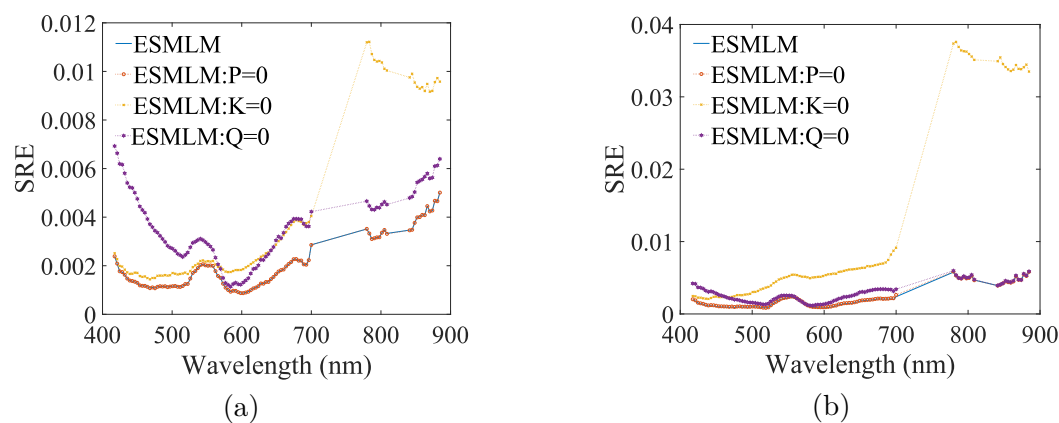 0.012
0.01
0.008
0.006
0.004
0.002
0
SRE
ESMLM
ESMLM:P=0
ESMLM:K=0
ESMLM:Q=0
400 500 600 700 800 900
Wavelength (nm)
(a)
0.04
0.03
0.02
0.01
0
SRE
ESMLM
ESMLM:P=0
ESMLM:K=0
ESMLM:Q=0
400 500 600 700 800 900
Wavelength (nm)
(b)